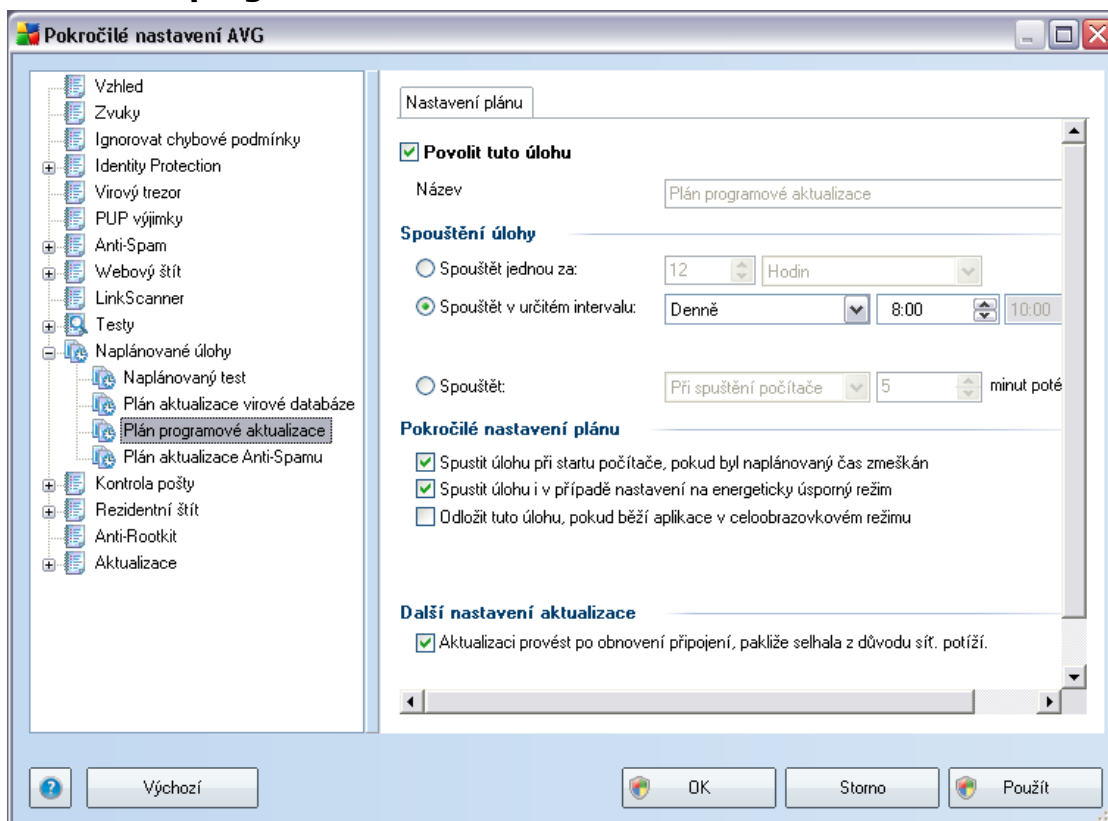 Pokročilé nastavení AVG
Vzhled
Zvuky
Ignorovat chybové podmínky
Identity Protection
Virový trezor
PUP výjimky
Anti-Spam
Webový štít
LinkScanner
Testy
Naplánované úlohy
Naplánovaný test
Plán aktualizace virové databáze
Plán programové aktualizace
Plán aktualizace Anti-Spamu
Kontrola pošty
Rezidentní štít
Anti-Rootkit
Aktualizace
Nastavení plánu
Povolit tuto úlohu
Název Plán programové aktualizace
Spouštění úlohy
Spouštět jednou za: 12 Hodin
Spouštět v určitém intervalu: Denně 8:00 10:00
Spouštět: Při spuštění počítače 5 minut poté
Pokročilé nastavení plánu
Spustit úlohu při startu počítače, pokud byl naplánovaný čas zmeškán
Spustit úlohu i v případě nastavení na energeticky úsporný režim
Odložit tuto úlohu, pokud běží aplikace v celoobrazovkovém režimu
Další nastavení aktualizace
Aktualizaci provést po obnovení připojení, pakliže selhala z důvodu síť. potíží.
Výchozí OK Storno Použít